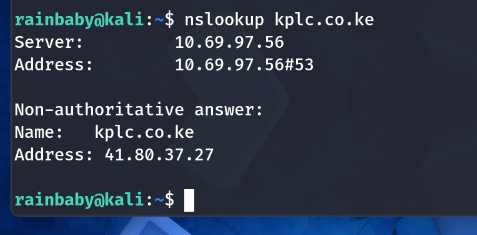 rainbaby@kali:~$ nslookup kplc.co.ke
Server:         10.69.97.56
Address:        10.69.97.56#53
Non-authoritative answer:
Name:   kplc.co.ke
Address: 41.80.37.27
rainbaby@kali:~$